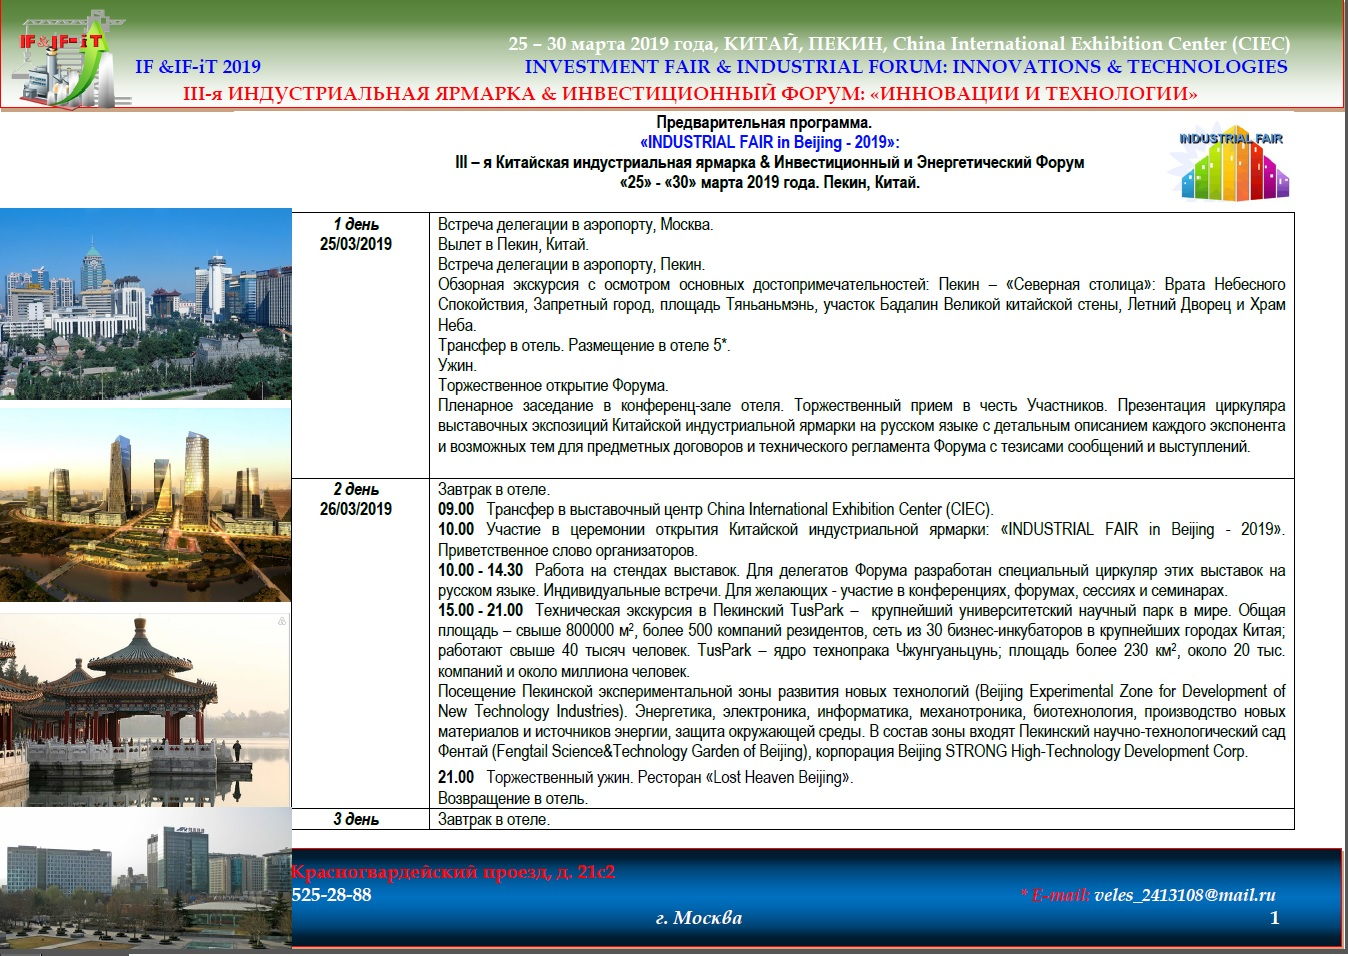 IF&IF-iT
25 – 30 марта 2019 года, КИТАЙ, ПЕКИН, China International Exhibition Center (CIEC)
IF &IF-iT 2019 INVESTMENT FAIR & INDUSTRIAL FORUM: INNOVATIONS & TECHNOLOGIES
III-я ИНДУСТРИАЛЬНАЯ ЯРМАРКА & ИНВЕСТИЦИОННЫЙ ФОРУМ: «ИННОВАЦИИ И ТЕХНОЛОГИИ»
Предварительная программа.
«INDUSTRIAL FAIR in Beijing - 2019»:
III – я Китайская индустриальная ярмарка & Инвестиционный и Энергетический Форум
«25» - «30» марта 2019 года. Пекин, Китай.
INDUSTRIAL FAIR
1 день
25/03/2019
Встреча делегации в аэропорту, Москва.
Вылет в Пекин, Китай.
Встреча делегации в аэропорту, Пекин.
Обзорная экскурсия с осмотром основных достопримечательностей: Пекин – «Северная столица»: Врата Небесного
Спокойствия, Запретный город, площадь Тяньаньмэнь, участок Бадалин Великой китайской стены, Летний Дворец и Храм
Неба.
Трансфер в отель. Размещение в отеле 5*.
Ужин.
Торжественное открытие Форума.
Пленарное заседание в конференц-зале отеля. Торжественный прием в честь Участников. Презентация циркуляра
выставочных экспозиций Китайской индустриальной ярмарки на русском языке с детальным описанием каждого экспонента
и возможных тем для предметных договоров и технического регламента Форума с тезисами сообщений и выступлений.
2 день
26/03/2019
Завтрак в отеле.
09.00 Трансфер в выставочный центр China International Exhibition Center (CIEC).
10.00 Участие в церемонии открытия Китайской индустриальной ярмарки: «INDUSTRIAL FAIR in Beijing - 2019».
Приветственное слово организаторов.
10.00 - 14.30 Работа на стендах выставок. Для делегатов Форума разработан специальный циркуляр этих выставок на
русском языке. Индивидуальные встречи. Для желающих - участие в конференциях, форумах, сессиях и семинарах.
15.00 - 21.00 Техническая экскурсия в Пекинский TusPark – крупнейший университетский научный парк в мире. Общая
площадь – свыше 800000 м², более 500 компаний резидентов, сеть из 30 бизнес-инкубаторов в крупнейших городах Китая;
работают свыше 40 тысяч человек. TusPark – ядро технопрака Чжунгуаньцунь; площадь более 230 км², около 20 тыс.
компаний и около миллиона человек.
Посещение Пекинской экспериментальной зоны развития новых технологий (Beijing Experimental Zone for Development of
New Technology Industries). Энергетика, электроника, информатика, механотроника, биотехнология, производство новых
материалов и источников энергии, защита окружающей среды. В состав зоны входят Пекинский научно-технологический сад
Фентай (Fengtail Science&Technology Garden of Beijing), корпорация Beijing STRONG High-Technology Development Corp.
21.00 Торжественный ужин. Ресторан «Lost Heaven Beijing».
Возвращение в отель.
3 день
Завтрак в отеле.
Красногвардейский проезд, д. 21с2
525-28-88 * E-mail: veles_2413108@mail.ru
г. Москва 1